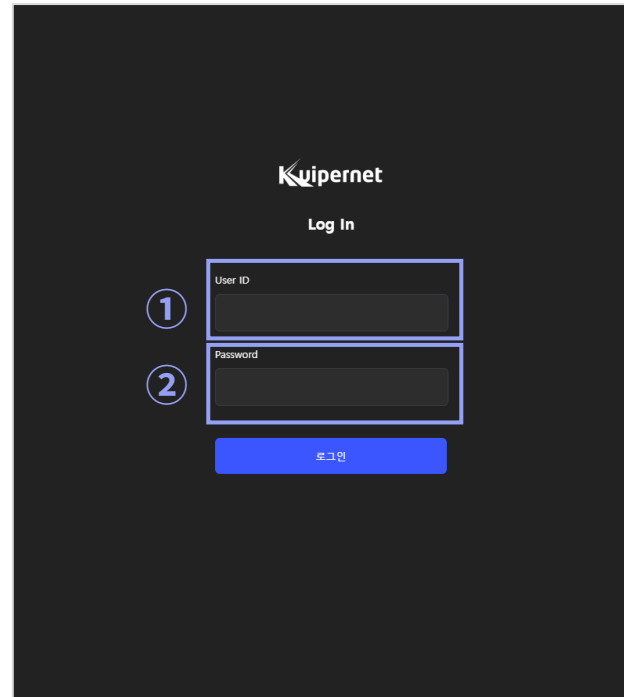 Kuipernet
Log In
User ID
①
Password
②
로그인